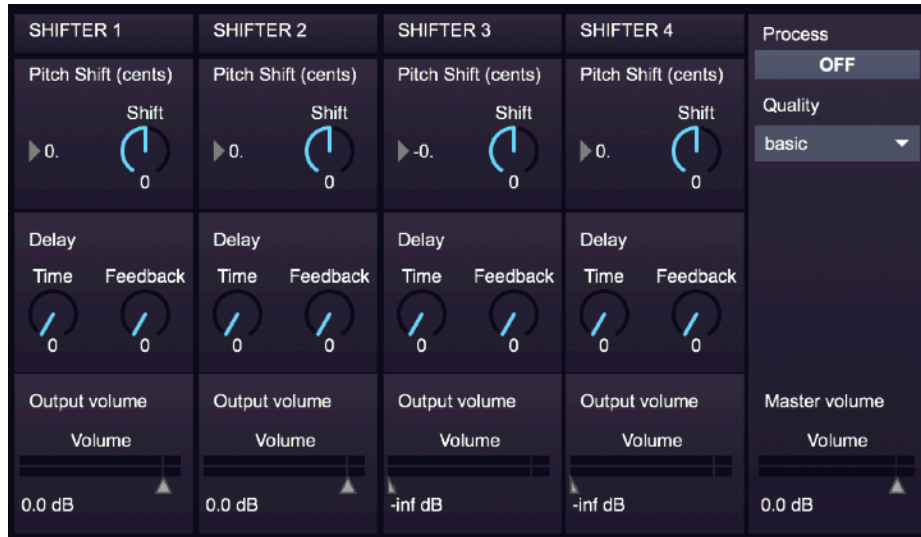 SHIFTER 1
Pitch Shift (cents)
Shift
0.
0
Delay
Time Feedback
0 0
Output volume
Volume
0.0 dB
SHIFTER 2
Pitch Shift (cents)
Shift
0.
0
Delay
Time Feedback
0 0
Output volume
Volume
0.0 dB
SHIFTER 3
Pitch Shift (cents)
Shift
-0.
0
Delay
Time Feedback
0 0
Output volume
Volume
-inf dB
SHIFTER 4
Pitch Shift (cents)
Shift
0.
0
Delay
Time Feedback
0 0
Output volume
Volume
-inf dB
Process
OFF
Quality
basic
Master volume
Volume
0.0 dB